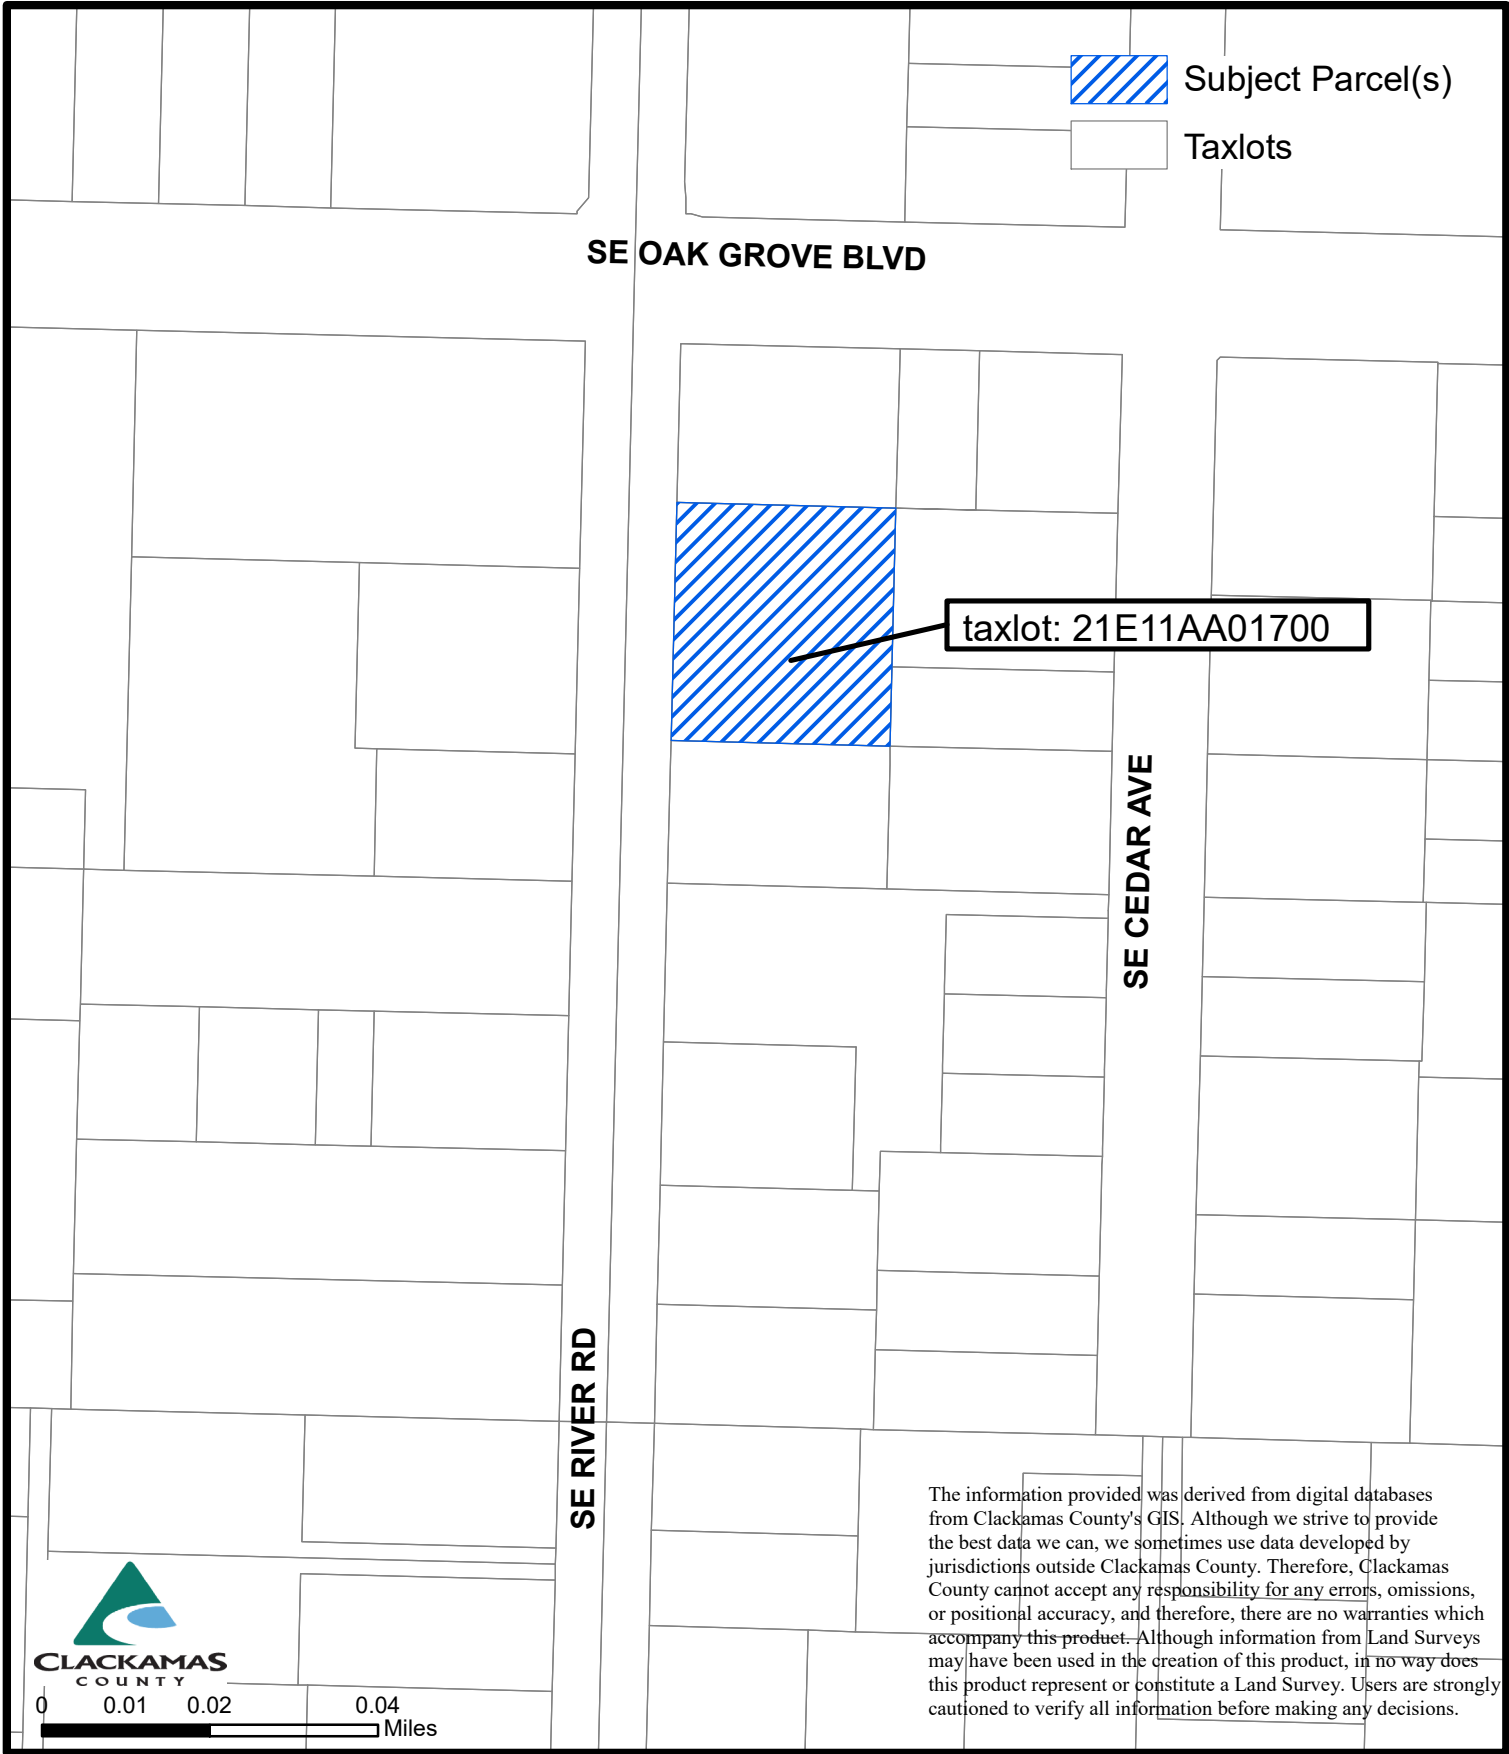 Subject Parcel(s)
Taxlots
SE OAK GROVE BLVD
taxlot: 21E11AA01700
SE CEDAR AVE
SE RIVER RD
The information provided was derived from digital databases
from Clackamas County's GIS. Although we strive to provide
the best data we can, we sometimes use data developed by
jurisdictions outside Clackamas County. Therefore, Clackamas
County cannot accept any responsibility for any errors, omissions,
or positional accuracy, and therefore, there are no warranties which
accompany this product. Although information from Land Surveys
may have been used in the creation of this product, in no way does
this product represent or constitute a Land Survey. Users are strongly
cautioned to verify all information before making any decisions.
CLACKAMAS
COUNTY
0 0.01 0.02 0.04
Miles